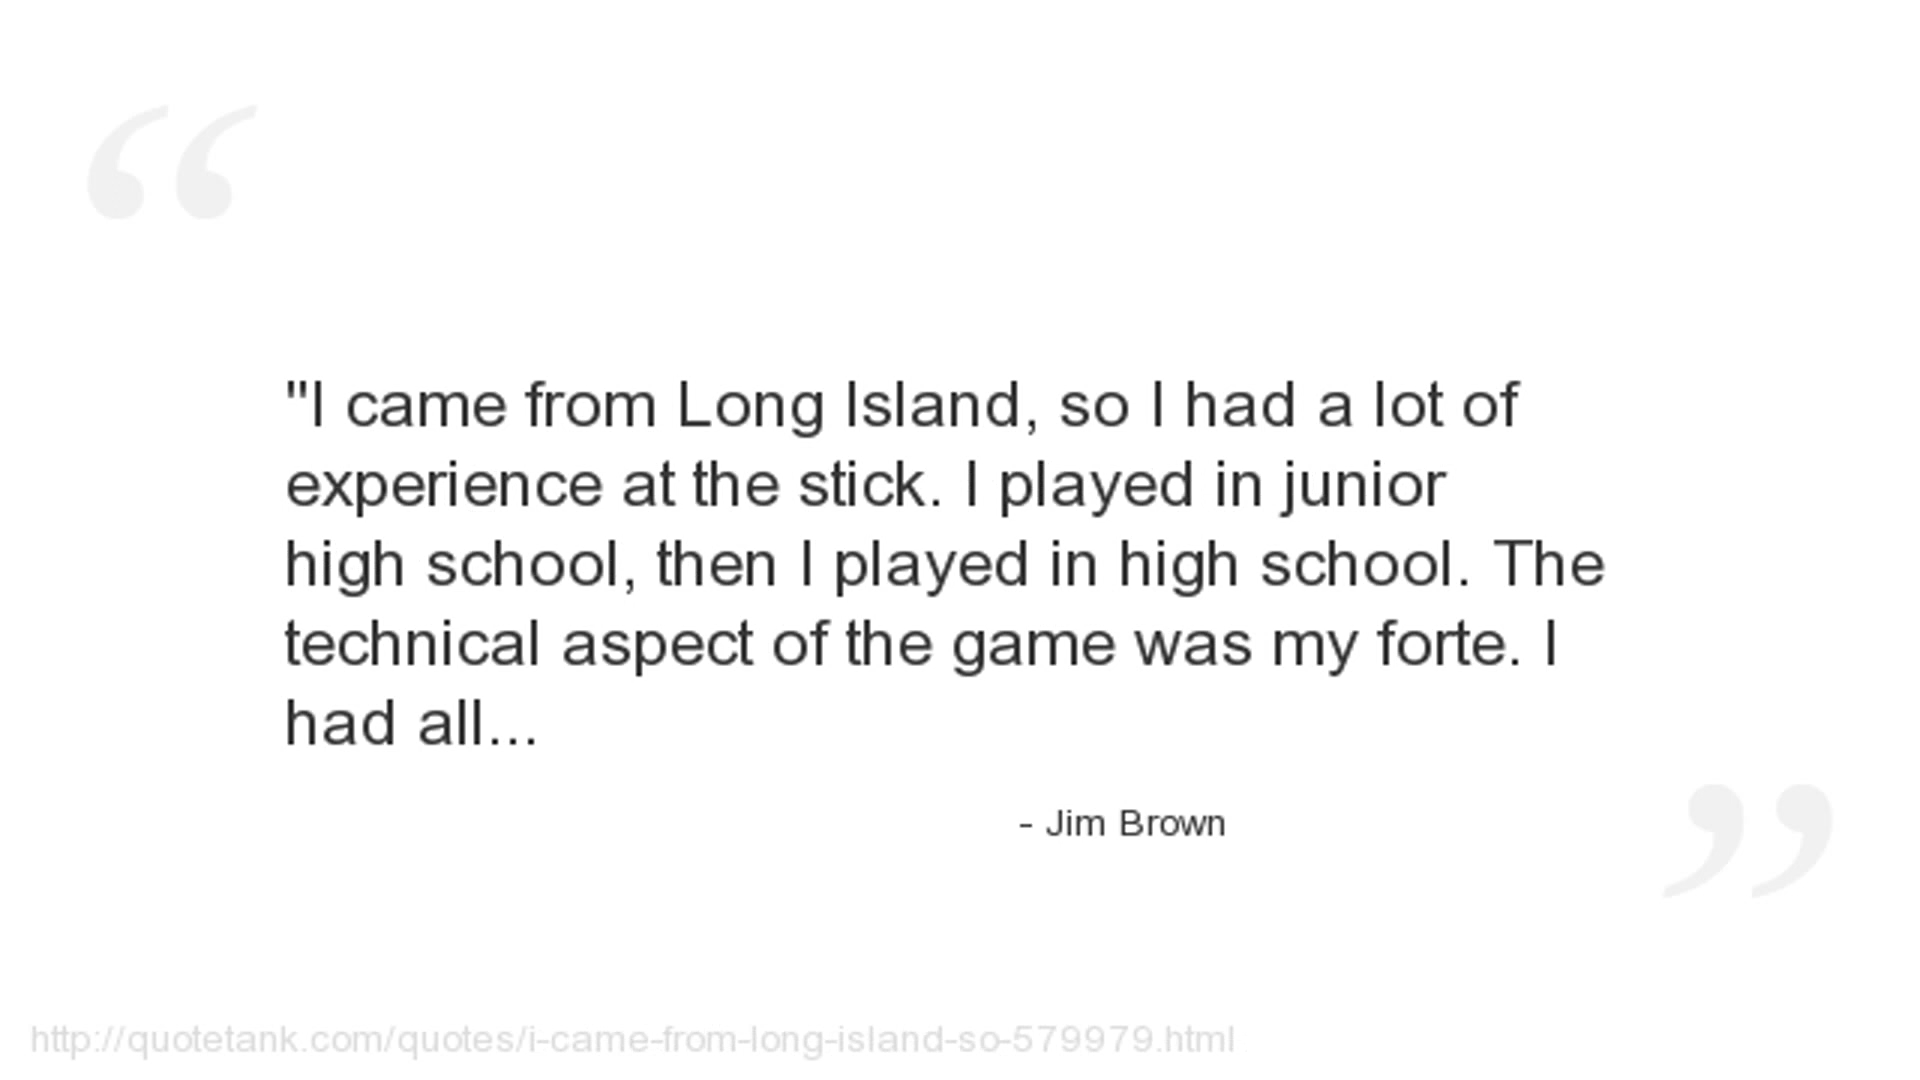 "I came from Long Island, so I had a lot of
experience at the stick. I played in junior
high school, then I played in high school. The
technical aspect of the game was my forte. I
had all...
- Jim Brown
http://quotetank.com/quotes/i-came-from-long-island-so-579979.html